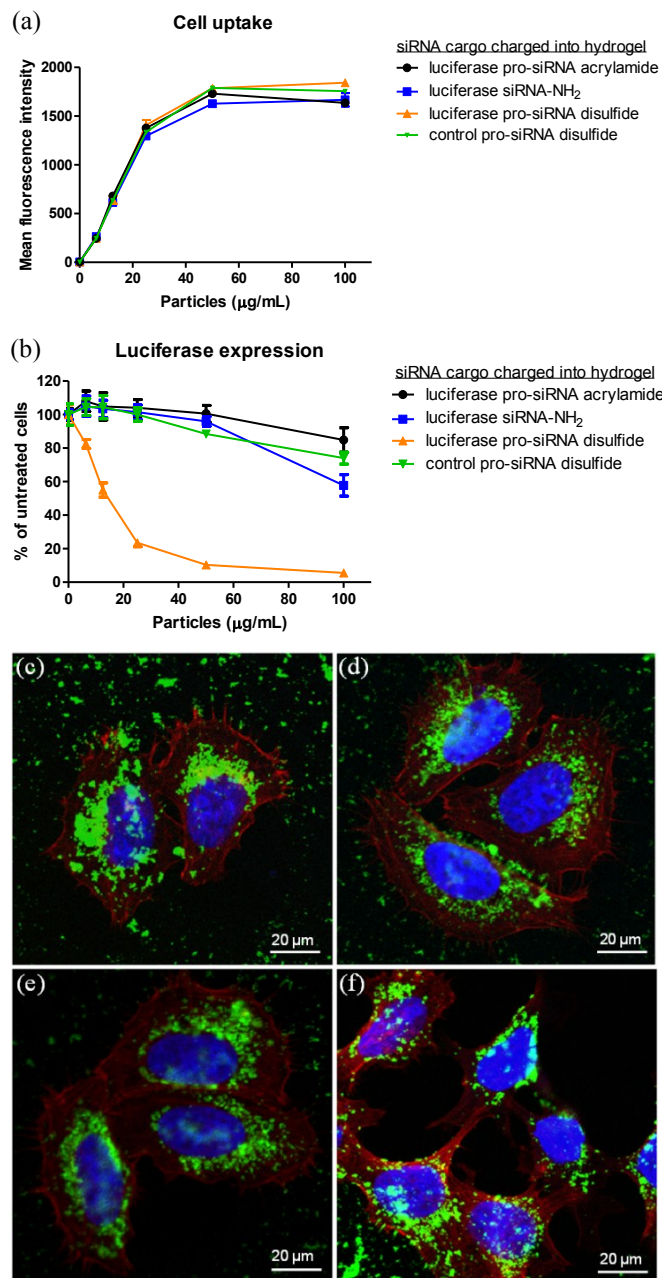 (a)
Cell uptake
siRNA cargo charged into hydrogel
luciferase pro-siRNA acrylamide
luciferase siRNA-NH₂
luciferase pro-siRNA disulfide
control pro-siRNA disulfide
Mean fluorescence intensity
2000
1500
1000
500
0
0 20 40 60 80 100
Particles (µg/mL)
(b)
Luciferase expression
siRNA cargo charged into hydrogel
luciferase pro-siRNA acrylamide
luciferase siRNA-NH₂
luciferase pro-siRNA disulfide
control pro-siRNA disulfide
% of untreated cells
120
100
80
60
40
20
0
0 20 40 60 80 100
Particles (µg/mL)
(c)
20 µm
(d)
20 µm
(e)
20 µm
(f)
20 µm